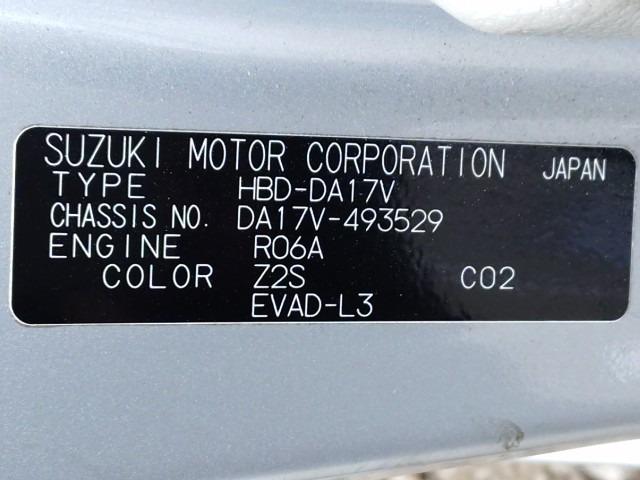 SUZUKI MOTOR CORPORATION JAPAN
TYPE HBD-DA17V
CHASSIS NO. DA17V-493529
ENGINE R06A
COLOR Z2S C02
EVAD-L3